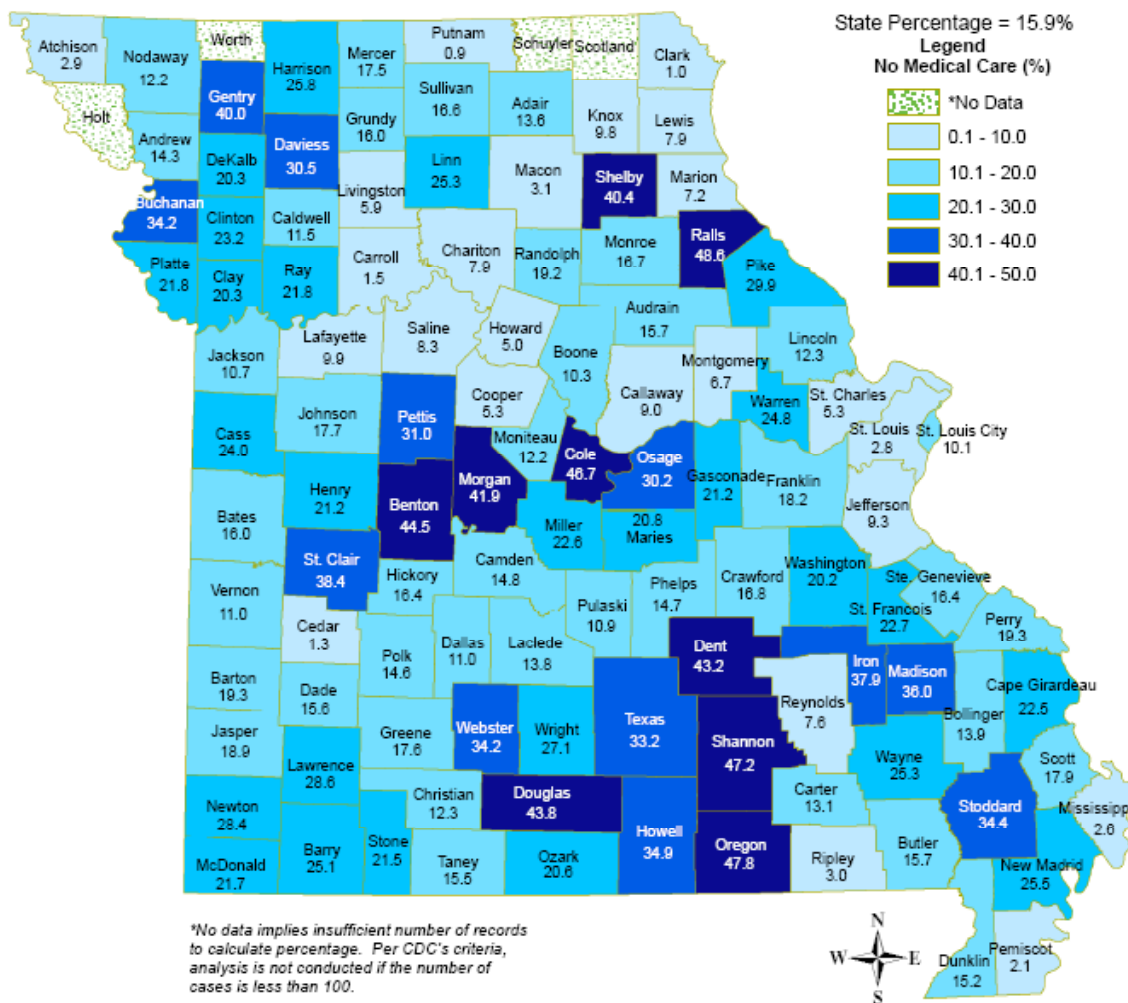 State Percentage = 15.9%
Legend
No Medical Care (%)
*No Data
0.1 - 10.0
10.1 - 20.0
20.1 - 30.0
30.1 - 40.0
40.1 - 50.0
Atchison
2.9
Nodaway
12.2
Worth
Harrison
25.8
Mercer
17.5
Putnam
0.9
Schuyler
Scotland
Clark
1.0
Holt
Gentry
40.0
Sullivan
16.6
Adair
13.6
Knox
9.8
Lewis
7.9
Andrew
14.3
DeKalb
20.3
Daviess
30.5
Grundy
16.0
Linn
25.3
Macon
3.1
Shelby
40.4
Marion
7.2
Buchanan
34.2
Clinton
23.2
Caldwell
11.5
Livingston
5.9
Chariton
7.9
Randolph
19.2
Monroe
16.7
Ralls
48.6
Pike
29.9
Platte
21.8
Clay
20.3
Ray
21.8
Carroll
1.5
Audrain
15.7
Jackson
10.7
Lafayette
9.9
Saline
8.3
Howard
5.0
Boone
10.3
Callaway
9.0
Montgomery
6.7
Lincoln
12.3
Warren
24.8
St. Charles
5.3
St. Louis
2.8
St. Louis City
10.1
Cass
24.0
Johnson
17.7
Pettis
31.0
Cooper
5.3
Moniteau
12.2
Cole
46.7
Osage
30.2
Gasconade
21.2
Franklin
18.2
Jefferson
9.3
Bates
16.0
Henry
21.2
Benton
44.5
Morgan
41.9
Miller
22.6
20.8
Maries
Vernon
11.0
St. Clair
38.4
Hickory
16.4
Camden
14.8
Pulaski
10.9
Phelps
14.7
Crawford
16.8
Washington
20.2
Ste. Genevieve
16.4
St. Francois
22.7
Perry
19.3
Cedar
1.3
Polk
14.6
Dallas
11.0
Laclede
13.8
Dent
43.2
Iron
37.9
Madison
36.0
Barton
19.3
Dade
15.6
Reynolds
7.6
Bollinger
13.9
Cape Girardeau
22.5
Jasper
18.9
Greene
17.6
Webster
34.2
Wright
27.1
Texas
33.2
Shannon
47.2
Wayne
25.3
Scott
17.9
Lawrence
28.6
Christian
12.3
Douglas
43.8
Carter
13.1
Stoddard
34.4
Mississipp
2.6
Newton
28.4
Barry
25.1
Stone
21.5
Taney
15.5
Ozark
20.6
Howell
34.9
Oregon
47.8
Ripley
3.0
Butler
15.7
New Madrid
25.5
McDonald
21.7
Dunklin
15.2
Pemiscot
2.1
*No data implies insufficient number of records
to calculate percentage. Per CDC's criteria,
analysis is not conducted if the number of
cases is less than 100.
N
W E
S